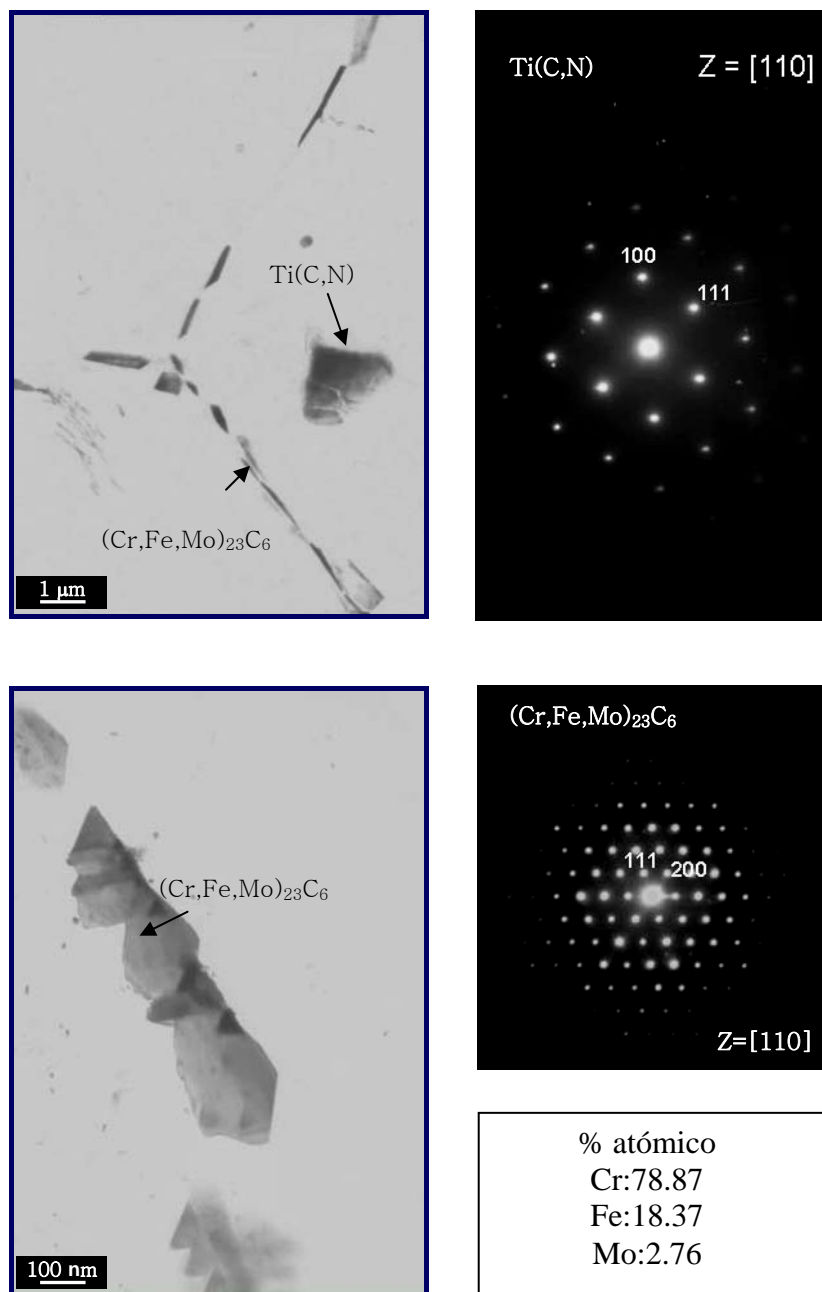 Ti(C,N)
(Cr,Fe,Mo)₂₃C₆
1 μm
Ti(C,N) Z = [110]
100
111
(Cr,Fe,Mo)₂₃C₆
100 nm
(Cr,Fe,Mo)₂₃C₆
111 200
Z=[110]
% atómico
Cr:78.87
Fe:18.37
Mo:2.76